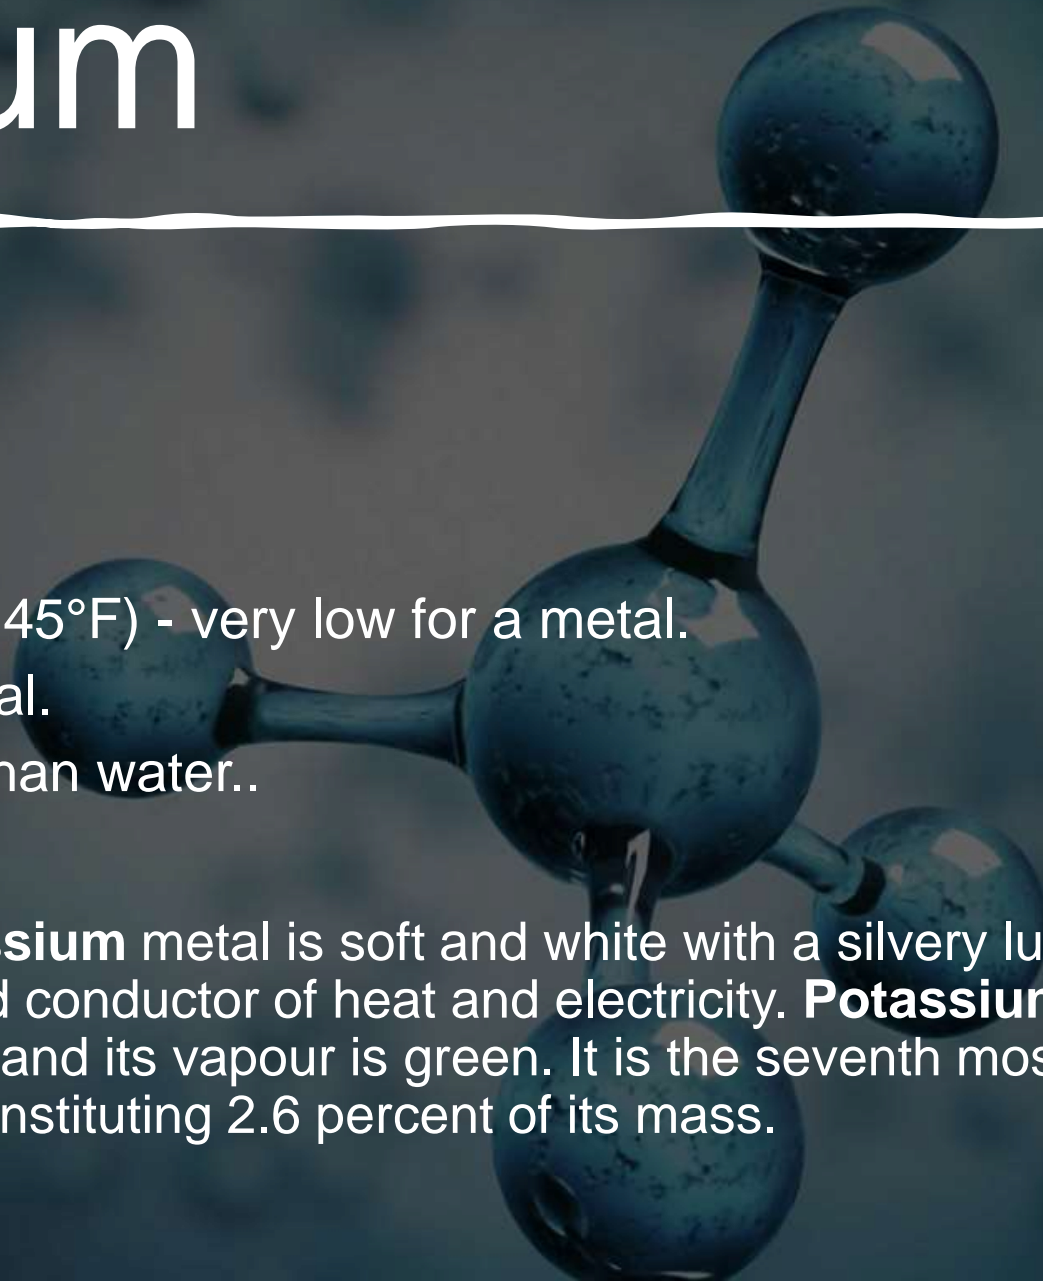 um
45°F) - very low for a metal.
al.
han water..
ssium metal is soft and white with a silvery lu
d conductor of heat and electricity. Potassium
and its vapour is green. It is the seventh mos
nstituting 2.6 percent of its mass.